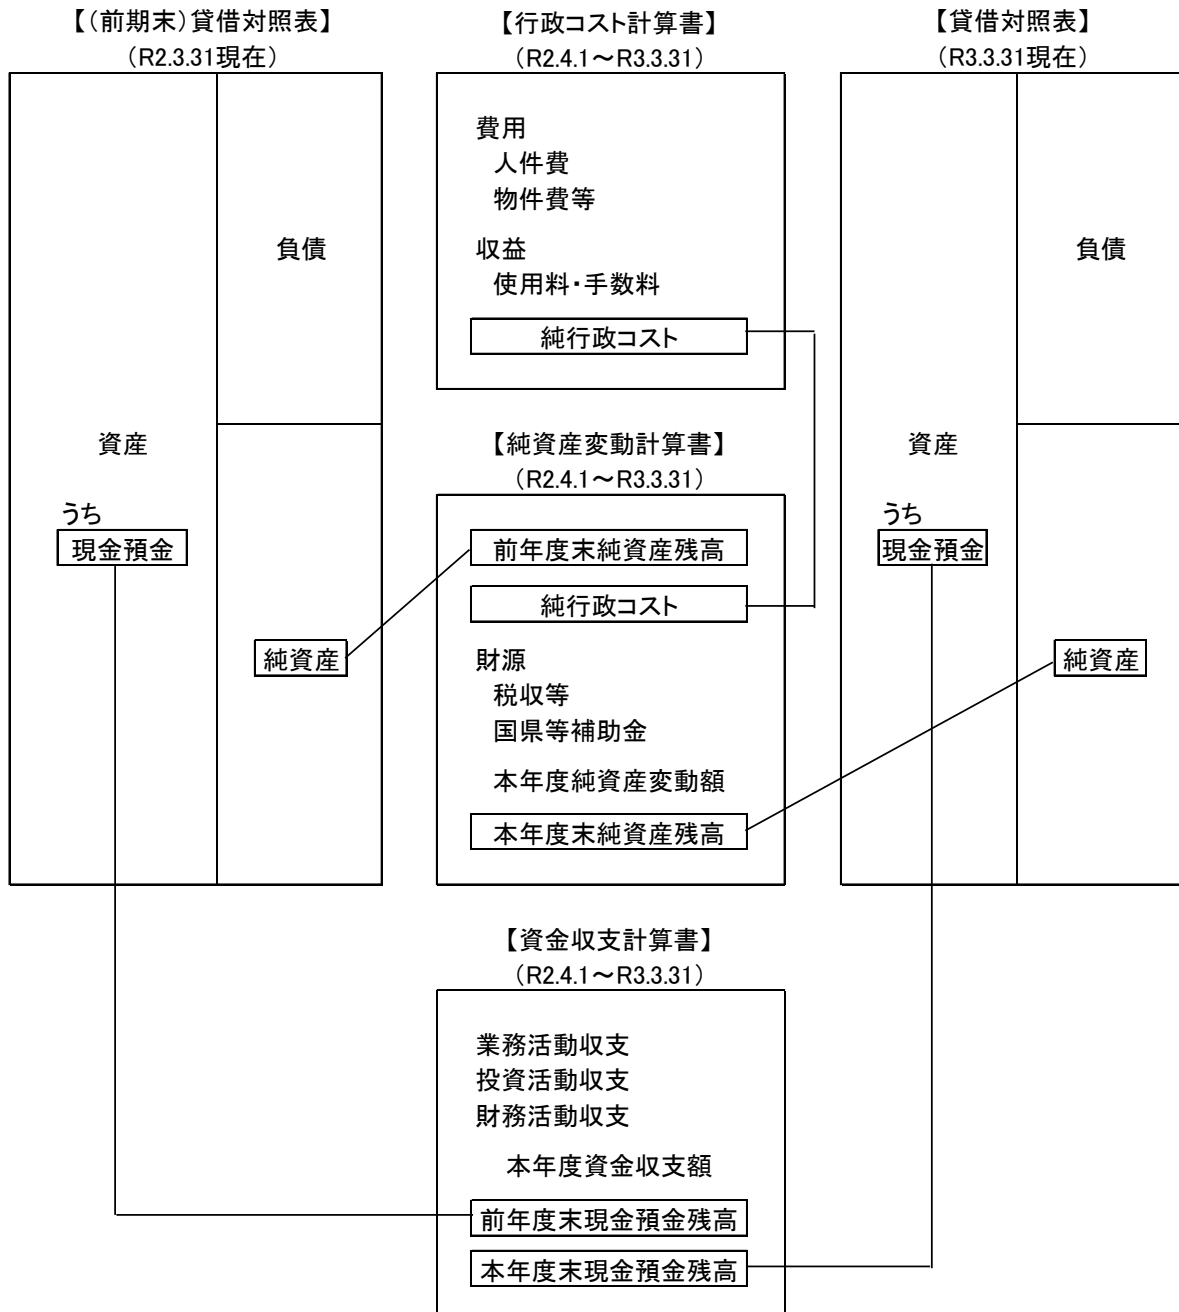 【(前期末)貸借対照表】
(R2.3.31現在)
資産
うち
現金預金
負債
純資産
【行政コスト計算書】
(R2.4.1～R3.3.31)
費用
人件費
物件費等
収益
使用料・手数料
純行政コスト
【純資産変動計算書】
(R2.4.1～R3.3.31)
前年度末純資産残高
純行政コスト
財源
税収等
国県等補助金
本年度純資産変動額
本年度末純資産残高
【貸借対照表】
(R3.3.31現在)
資産
うち
現金預金
負債
純資産
【資金収支計算書】
(R2.4.1～R3.3.31)
業務活動収支
投資活動収支
財務活動収支
本年度資金収支額
前年度末現金預金残高
本年度末現金預金残高